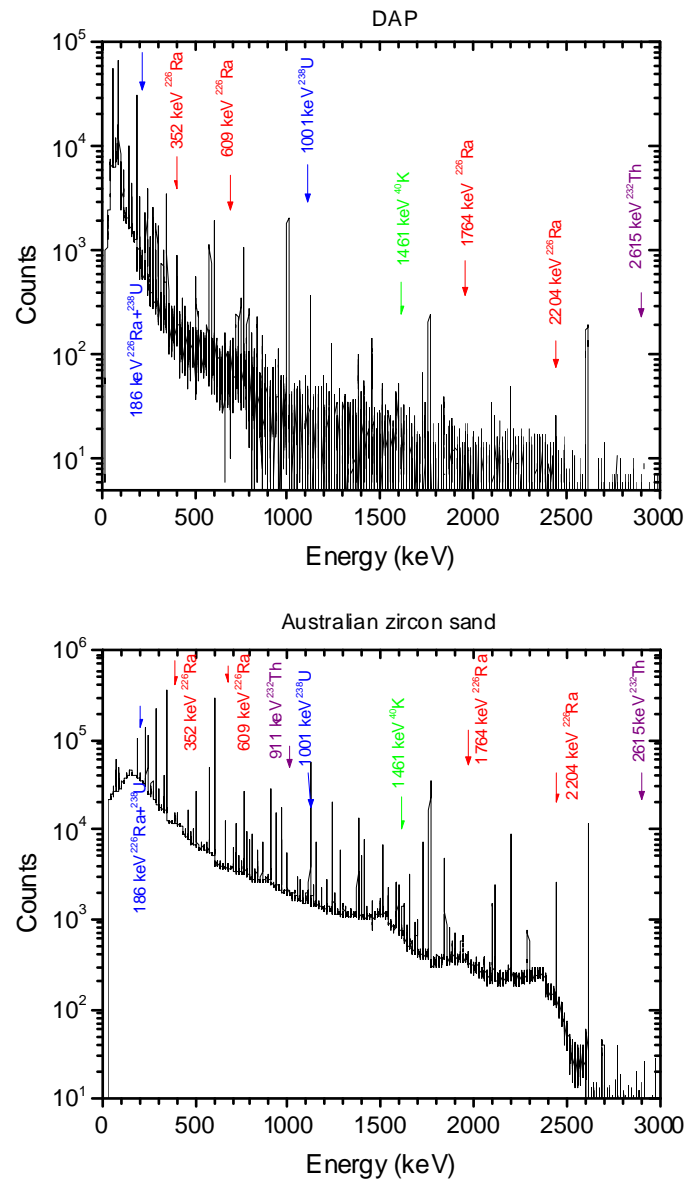 DAP
10^5
10^4
10^3
10^2
10^1
Counts
186 keV ^226Ra+^238U
352 keV ^226Ra
609 keV ^226Ra
1001 keV ^238U
1461 keV ^40K
1764 keV ^226Ra
2204 keV ^226Ra
2615 keV ^232Th
0 500 1000 1500 2000 2500 3000
Energy (keV)
Australian zircon sand
10^6
10^5
10^4
10^3
10^2
10^1
Counts
186 keV ^226Ra+^238U
352 keV ^226Ra
609 keV ^226Ra
911 keV ^232Th
1001 keV ^238U
1461 keV ^40K
1764 keV ^226Ra
2204 keV ^226Ra
2615 keV ^232Th
0 500 1000 1500 2000 2500 3000
Energy (keV)